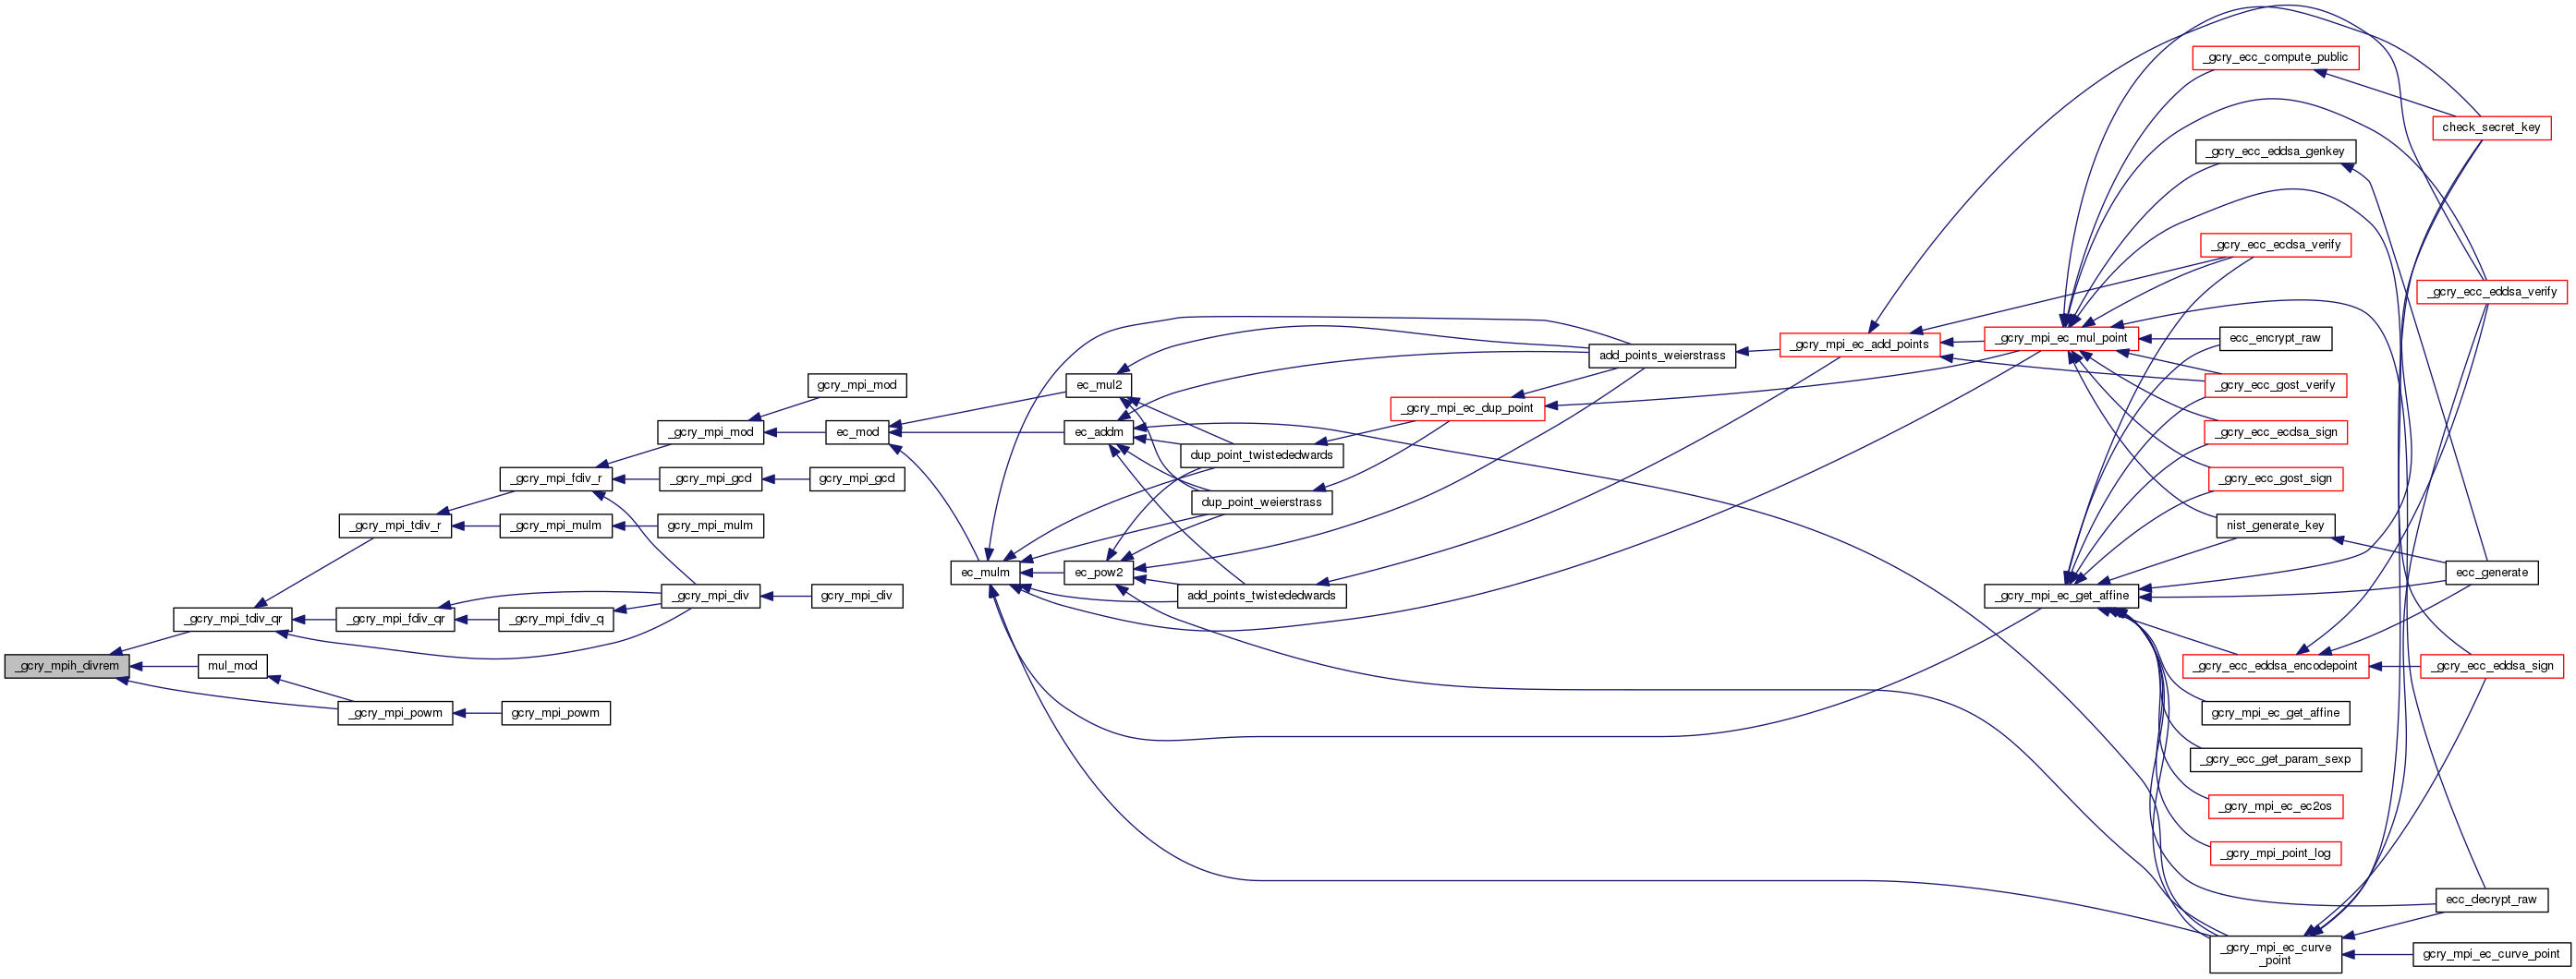 _gcry_mpih_divrem
_gcry_mpi_tdiv_qr
mul_mod
_gcry_mpi_powm
gcry_mpi_powm
_gcry_mpi_tdiv_r
_gcry_mpi_fdiv_qr
_gcry_mpi_fdiv_r
_gcry_mpi_mulm
_gcry_mpi_fdiv_q
_gcry_mpi_mod
_gcry_mpi_gcd
gcry_mpi_mulm
_gcry_mpi_div
gcry_mpi_mod
ec_mod
gcry_mpi_gcd
gcry_mpi_div
ec_mulm
ec_mul2
ec_addm
ec_pow2
dup_point_twistededwards
dup_point_weierstrass
add_points_twistededwards
_gcry_mpi_ec_dup_point
add_points_weierstrass
_gcry_mpi_ec_add_points
_gcry_mpi_ec_mul_point
_gcry_mpi_ec_get_affine
_gcry_ecc_compute_public
_gcry_ecc_eddsa_genkey
_gcry_ecc_ecdsa_verify
ecc_encrypt_raw
_gcry_ecc_gost_verify
_gcry_ecc_ecdsa_sign
_gcry_ecc_gost_sign
nist_generate_key
_gcry_ecc_eddsa_encodepoint
gcry_mpi_ec_get_affine
_gcry_ecc_get_param_sexp
_gcry_mpi_ec_ec2os
_gcry_mpi_point_log
_gcry_mpi_ec_curve
_point
check_secret_key
_gcry_ecc_eddsa_verify
ecc_generate
_gcry_ecc_eddsa_sign
ecc_decrypt_raw
gcry_mpi_ec_curve_point